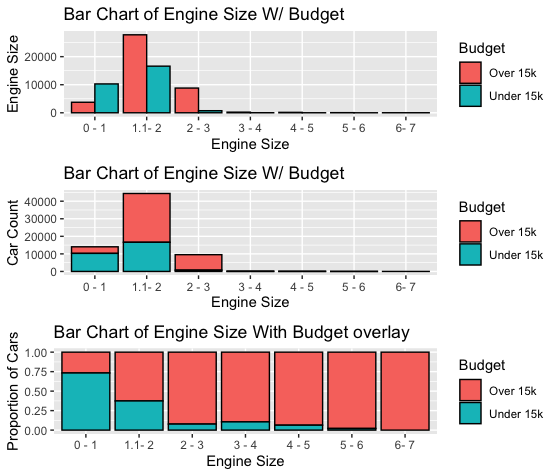 Bar Chart of Engine Size W/ Budget
Engine Size
20000
10000
0
0 - 1 1.1- 2 2 - 3 3 - 4 4 - 5 5 - 6 6- 7
Engine Size
Budget
Over 15k
Under 15k
Bar Chart of Engine Size W/ Budget
Car Count
40000
30000
20000
10000
0
0 - 1 1.1- 2 2 - 3 3 - 4 4 - 5 5 - 6 6- 7
Engine Size
Budget
Over 15k
Under 15k
Bar Chart of Engine Size With Budget overlay
Proportion of Cars
1.00
0.75
0.50
0.25
0.00
0 - 1 1.1- 2 2 - 3 3 - 4 4 - 5 5 - 6 6- 7
Engine Size
Budget
Over 15k
Under 15k